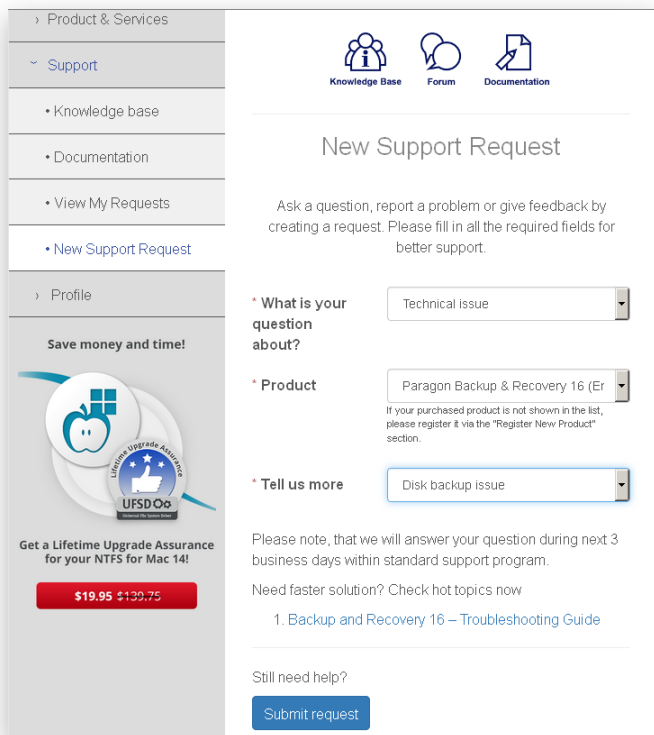 › Product & Services
Support
• Knowledge base
• Documentation
• View My Requests
• New Support Request
› Profile
Save money and time!
Lifetime Upgrade Assurance
UFSD
Universal File System Driver
Get a Lifetime Upgrade Assurance
for your NTFS for Mac 14!
$19.95 $139.75
Knowledge Base Forum Documentation
New Support Request
Ask a question, report a problem or give feedback by
creating a request. Please fill in all the required fields for
better support.
* What is your
question
about?
Technical issue
* Product
Paragon Backup & Recovery 16 (Er
If your purchased product is not shown in the list,
please register it via the "Register New Product"
section.
* Tell us more
Disk backup issue
Please note, that we will answer your question during next 3
business days within standard support program.
Need faster solution? Check hot topics now
1. Backup and Recovery 16 – Troubleshooting Guide
Still need help?
Submit request